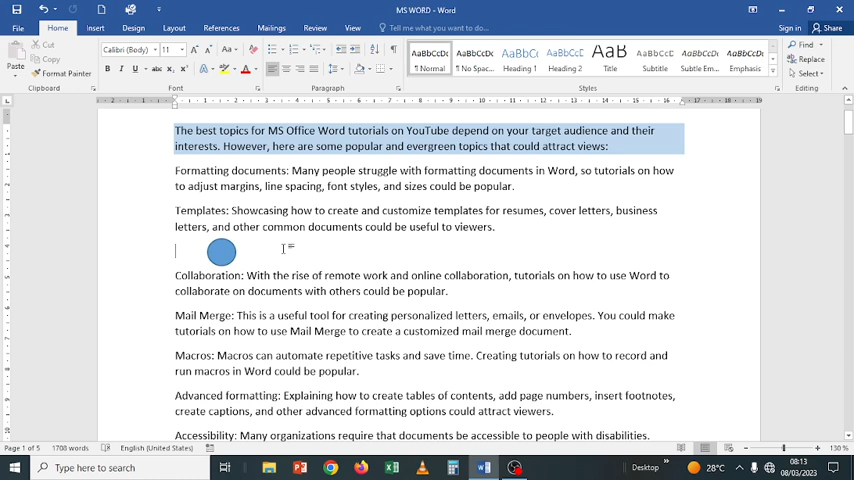 MS WORD - Word
File Home Insert Design Layout References Mailings Review View Tell me what you want to do... Sign in Share
Cut
Copy
Format Painter
Paste
Clipboard
Calibri (Body) 11
Font
Paragraph
AaBbCcDc AaBbCcDc AaBbCc AaBbCcC AaB AaBbCcC AaBbCcDc AaBbCcDc
¶ Normal ¶ No Spac... Heading 1 Heading 2 Title Subtitle Subtle Em... Emphasis
Styles
Find
Replace
Select
Editing
The best topics for MS Office Word tutorials on YouTube depend on your target audience and their
interests. However, here are some popular and evergreen topics that could attract views:
Formatting documents: Many people struggle with formatting documents in Word, so tutorials on how
to adjust margins, line spacing, font styles, and sizes could be popular.
Templates: Showcasing how to create and customize templates for resumes, cover letters, business
letters, and other common documents could be useful to viewers.
Collaboration: With the rise of remote work and online collaboration, tutorials on how to use Word to
collaborate on documents with others could be popular.
Mail Merge: This is a useful tool for creating personalized letters, emails, or envelopes. You could make
tutorials on how to use Mail Merge to create a customized mail merge document.
Macros: Macros can automate repetitive tasks and save time. Creating tutorials on how to record and
run macros in Word could be popular.
Advanced formatting: Explaining how to create tables of contents, add page numbers, insert footnotes,
create captions, and other advanced formatting options could attract viewers.
Accessibility: Many organizations require that documents be accessible to people with disabilities.
Page 1 of 5 1708 words English (United States) 130 %
Type here to search Desktop 28°C 08:13
08/03/2023